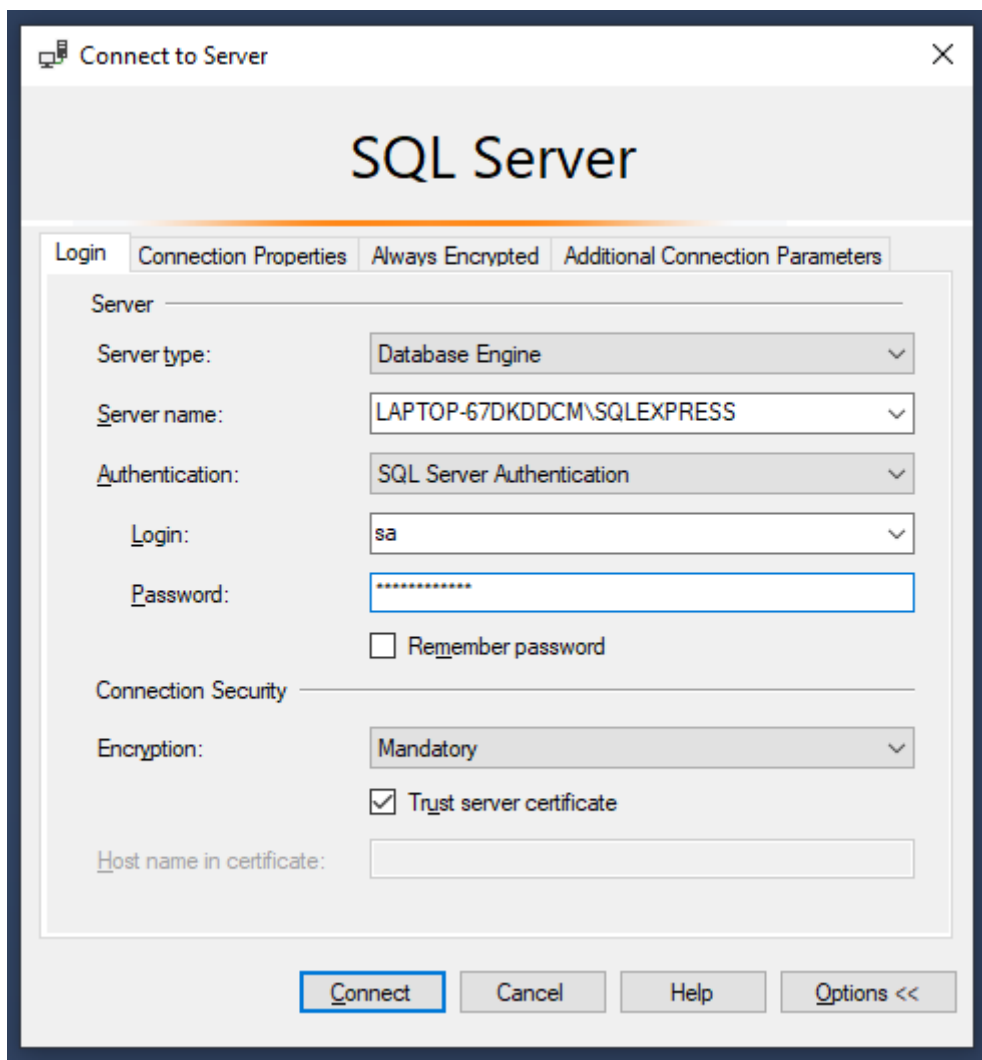 Connect to Server
SQL Server
Login Connection Properties Always Encrypted Additional Connection Parameters
Server
Server type: Database Engine
Server name: LAPTOP-67DKDDCM\SQLEXPRESS
Authentication: SQL Server Authentication
Login: sa
Password: ************
Remember password
Connection Security
Encryption: Mandatory
Trust server certificate
Host name in certificate:
Connect Cancel Help Options <<